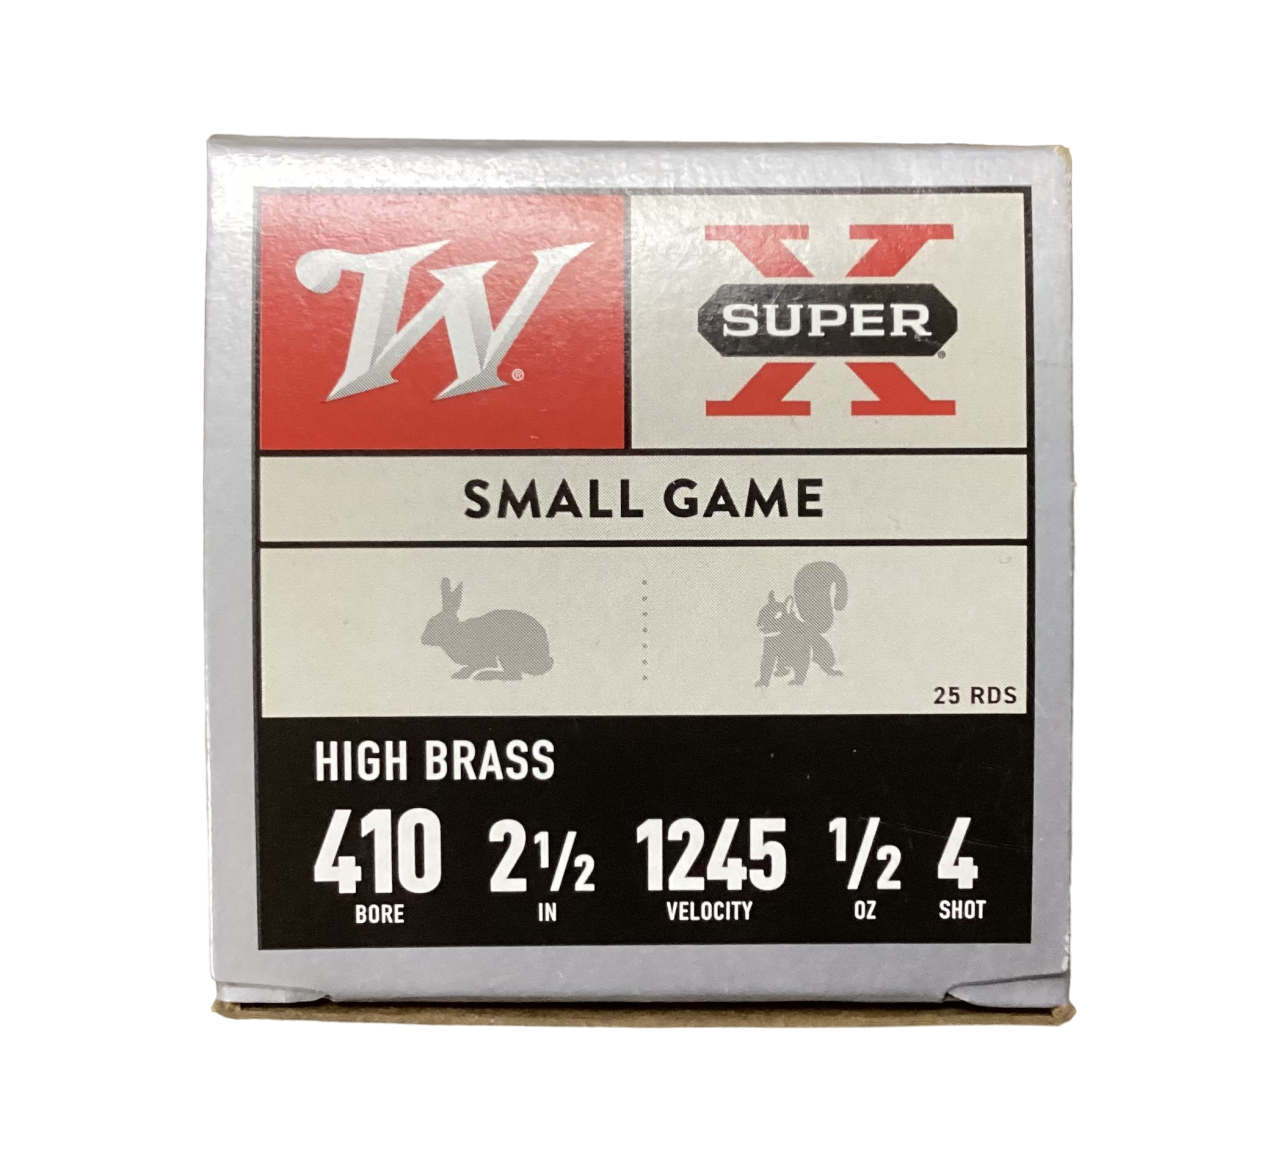 W®
SUPER X®
SMALL GAME
25 RDS
HIGH BRASS
410 2½ 1245 ½ 4
BORE IN VELOCITY OZ SHOT